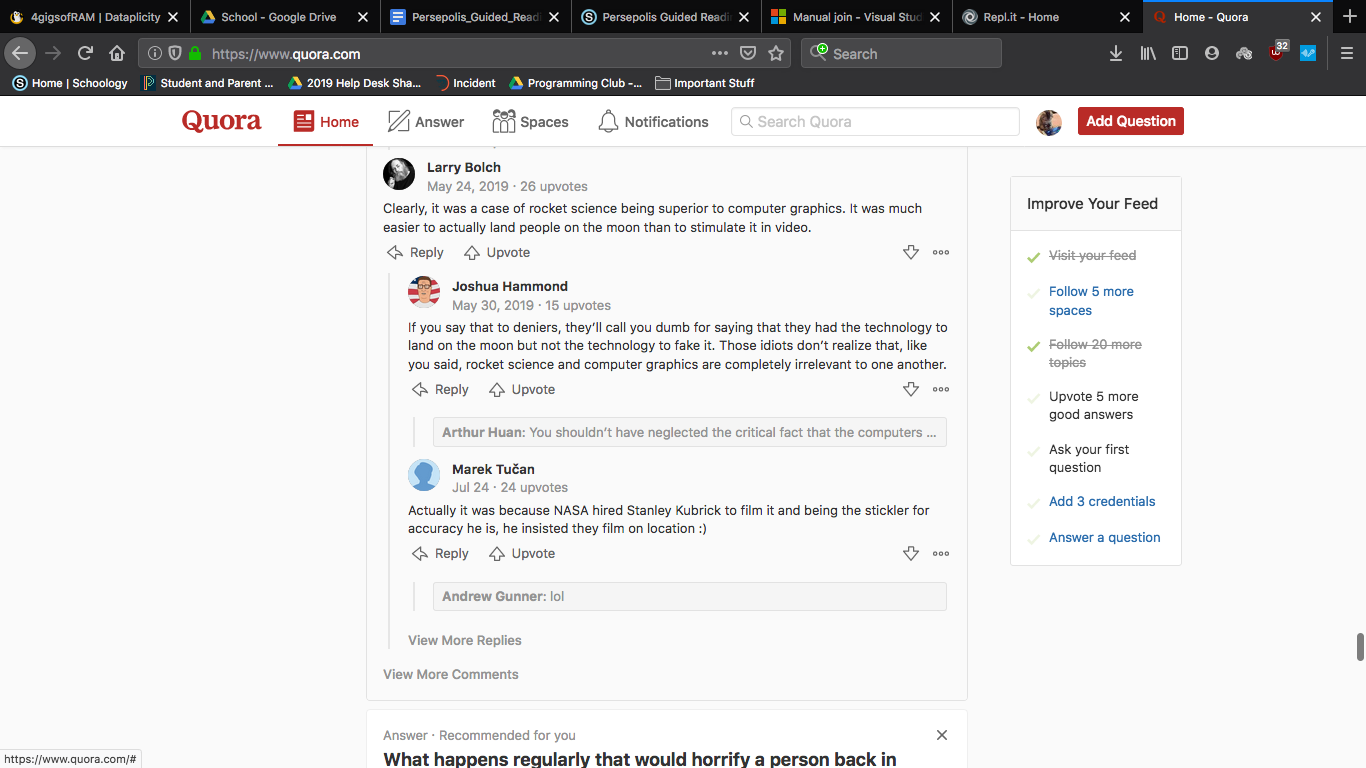 4gigsofRAM | Dataplicity
School - Google Drive
Persepolis_Guided_Readi
Persepolis Guided Readin
Manual join - Visual Stud
Repl.it - Home
Home - Quora
https://www.quora.com
Search
32
Home | Schoology
Student and Parent ...
2019 Help Desk Sha...
Incident
Programming Club -...
Important Stuff
Quora
Home
Answer
Spaces
Notifications
Search Quora
Add Question
Larry Bolch
May 24, 2019 · 26 upvotes
Clearly, it was a case of rocket science being superior to computer graphics. It was much
easier to actually land people on the moon than to stimulate it in video.
Reply
Upvote
Joshua Hammond
May 30, 2019 · 15 upvotes
If you say that to deniers, they’ll call you dumb for saying that they had the technology to
land on the moon but not the technology to fake it. Those idiots don’t realize that, like
you said, rocket science and computer graphics are completely irrelevant to one another.
Reply
Upvote
Arthur Huan: You shouldn’t have neglected the critical fact that the computers ...
Marek Tučan
Jul 24 · 24 upvotes
Actually it was because NASA hired Stanley Kubrick to film it and being the stickler for
accuracy he is, he insisted they film on location :)
Reply
Upvote
Andrew Gunner: lol
View More Replies
View More Comments
Answer · Recommended for you
What happens regularly that would horrify a person back in
Improve Your Feed
Visit your feed
Follow 5 more
spaces
Follow 20 more
topics
Upvote 5 more
good answers
Ask your first
question
Add 3 credentials
Answer a question
https://www.quora.com/#